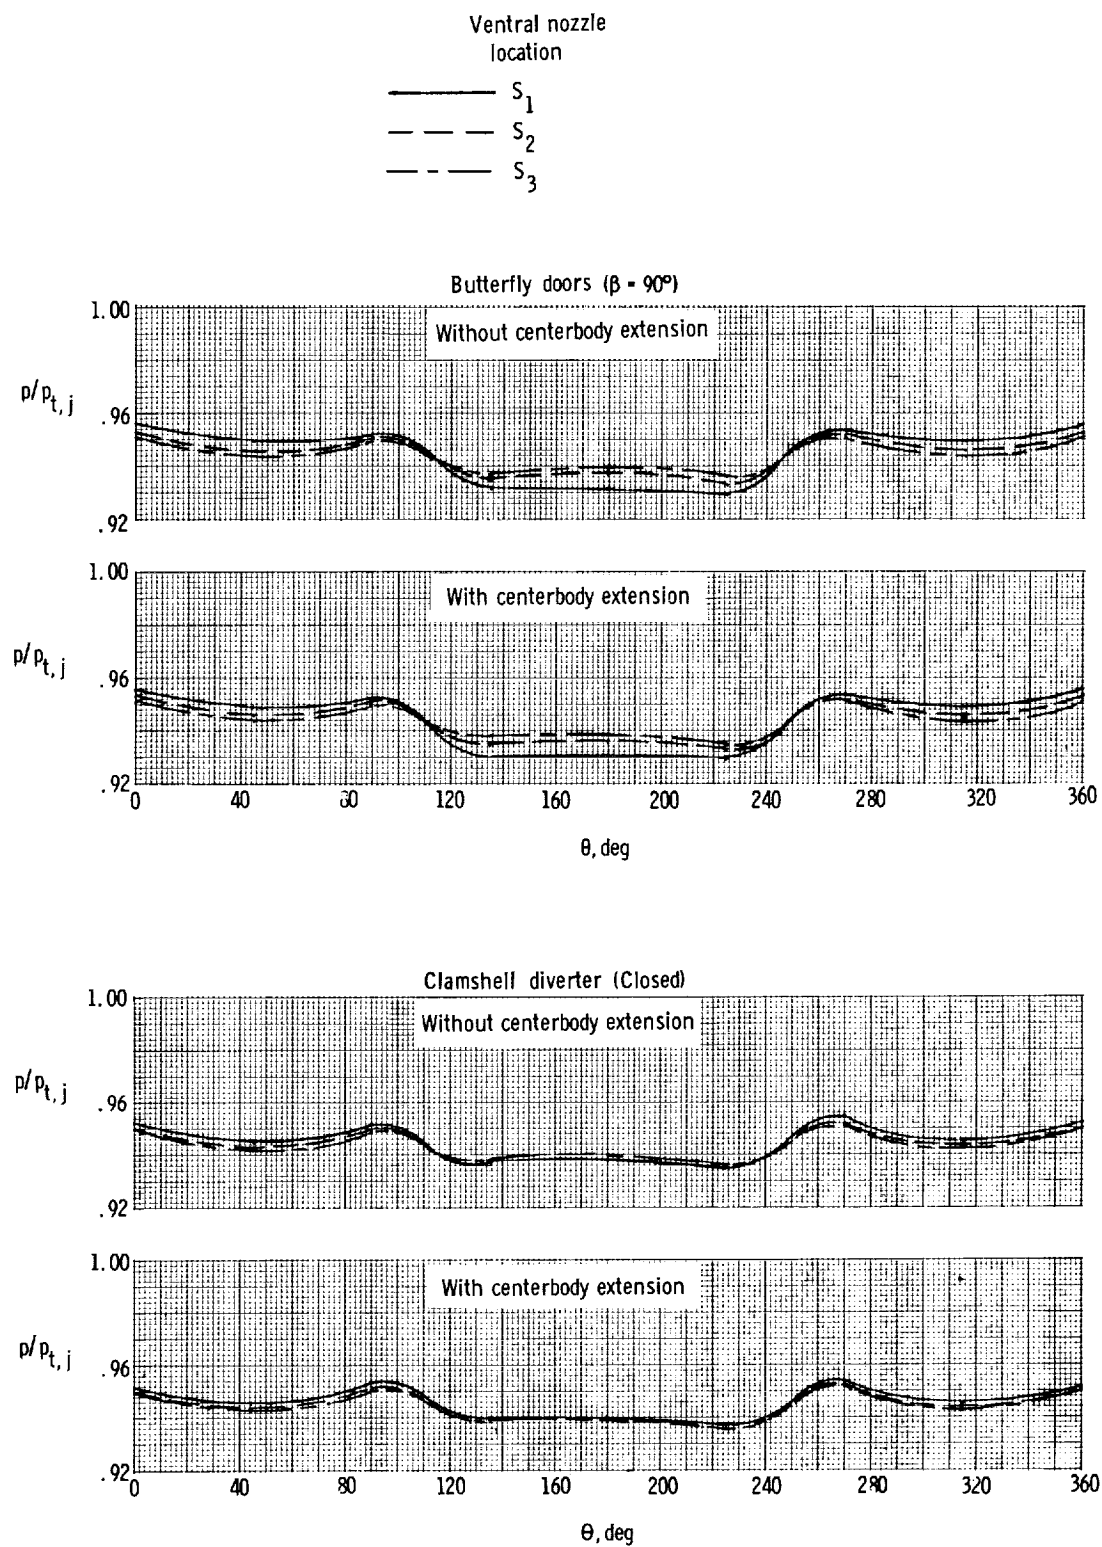 Ventral nozzle
location
S1
S2
S3
Butterfly doors (β = 90°)
Without centerbody extension
1.00
p/pt, j
.96
.92
With centerbody extension
1.00
p/pt, j
.96
.92
0 40 80 120 160 200 240 280 320 360
θ, deg
Clamshell diverter (Closed)
Without centerbody extension
1.00
p/pt, j
.96
.92
With centerbody extension
1.00
p/pt, j
.96
.92
0 40 80 120 160 200 240 280 320 360
θ, deg